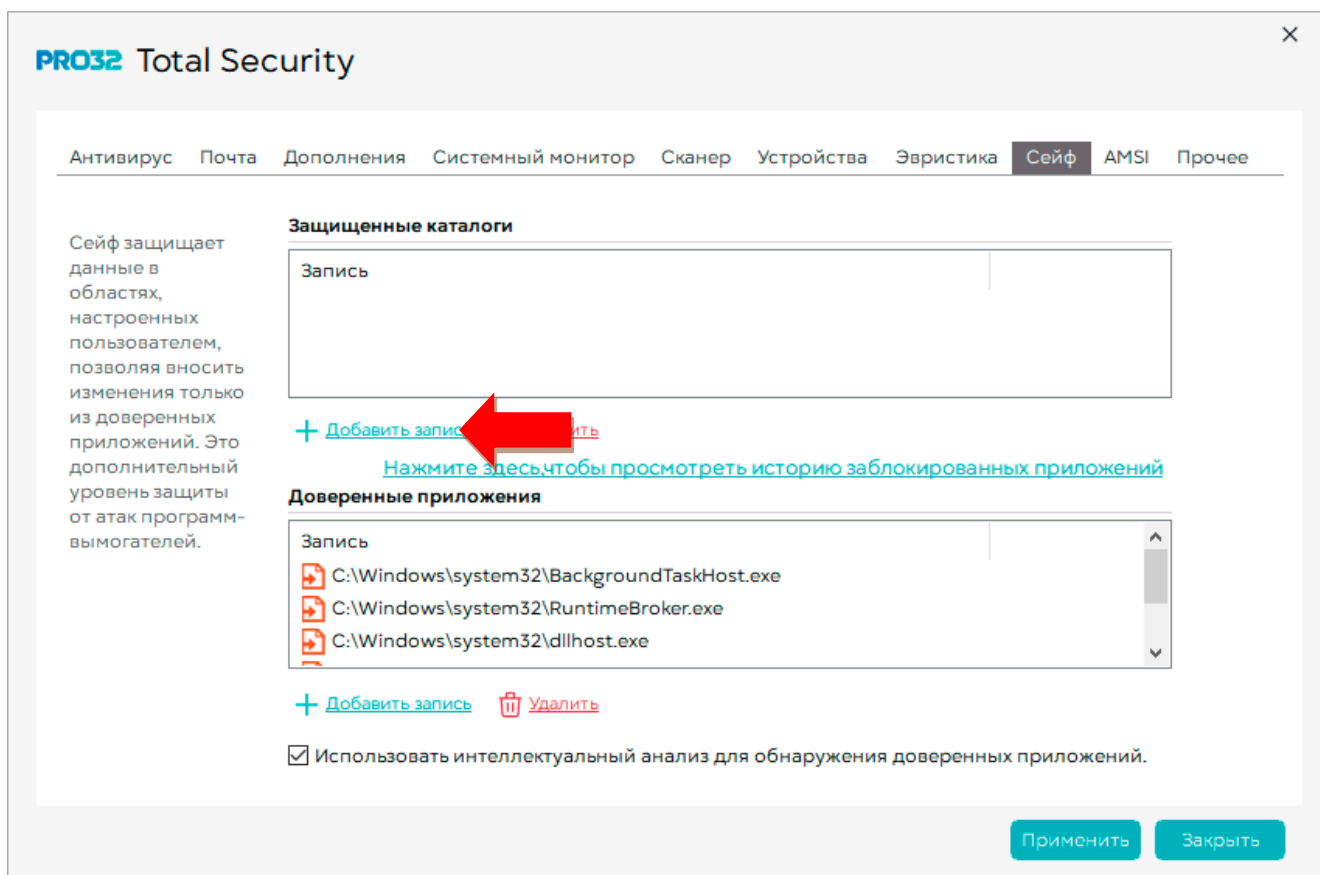 PRO32 Total Security
Антивирус Почта Дополнения Системный монитор Сканер Устройства Эвристика Сейф AMSI Прочее
Сейф защищает
данные в
областях,
настроенных
пользователем,
позволяя вносить
изменения только
из доверенных
приложений. Это
дополнительный
уровень защиты
от атак программ-
вымогателей.
Защищенные каталоги
Запись
Добавить
Нажмите здесь,чтобы просмотреть историю заблокированных приложений
Доверенные приложения
Запись
C:\Windows\system32\BackgroundTaskHost.exe
C:\Windows\system32\RuntimeBroker.exe
C:\Windows\system32\dllhost.exe
Добавить запись Удалить
Использовать интеллектуальный анализ для обнаружения доверенных приложений.
Применить Закрыть